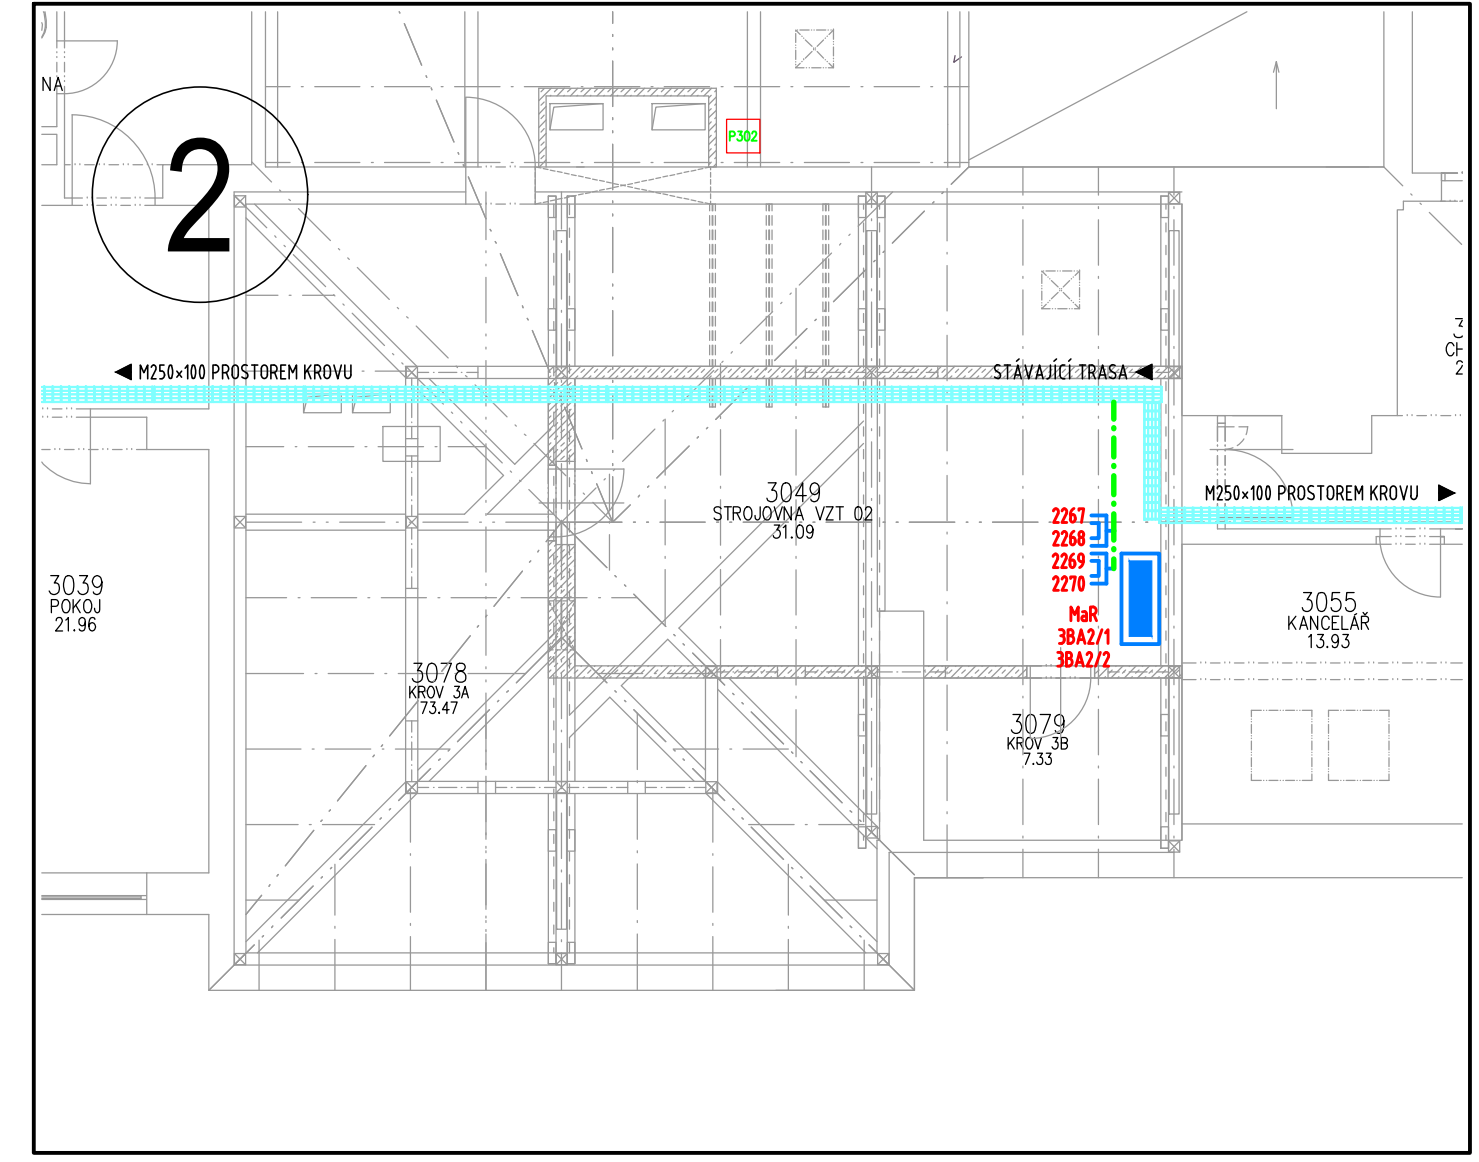 NA
2
P302
M250×100 PROSTOREM KROVU
STÁVAJÍCÍ TRASA
CH
2
3049
STROJOVNA VZT 02
31.09
M250×100 PROSTOREM KROVU
2267
2268
2269
2270
MaR
3BA2/1
3BA2/2
3039
POKOJ
21.96
3055
KANCELÁŘ
13.93
3078
KROV 3A
73.47
3079
KROV 3B
7.33